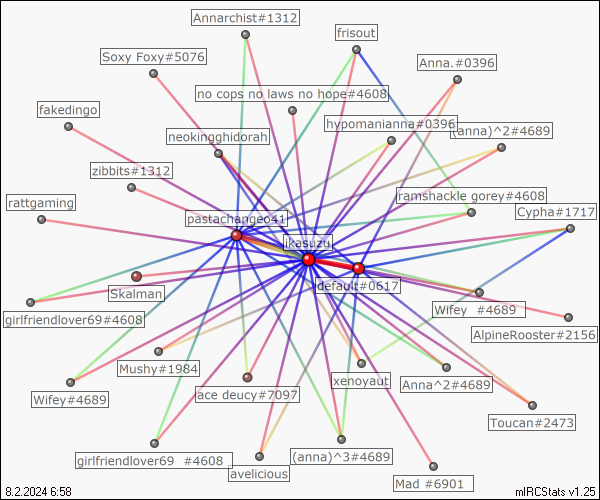 Annarchist#1312
frisout
Soxy Foxy#5076
Anna.#0396
no cops no laws no hope#4608
fakedingo
hypomanianna#0396
(anna)^2#4689
neokingghidorah
zibbits#1312
rattgaming
ramshackle gorey#4608
pastachange041
Cypha#1717
ikasuzu
default#0617
Skalman
girlfriendlover69#4608
Wifey  #4689
AlpineRooster#2156
Mushy#1984
xenoyaut
Anna^2#4689
Wifey#4689
ace deucy#7097
Toucan#2473
girlfriendlover69  #4608
(anna)^3#4689
avelicious
Mad #6901
8.2.2024 6:58
mIRCStats v1.25